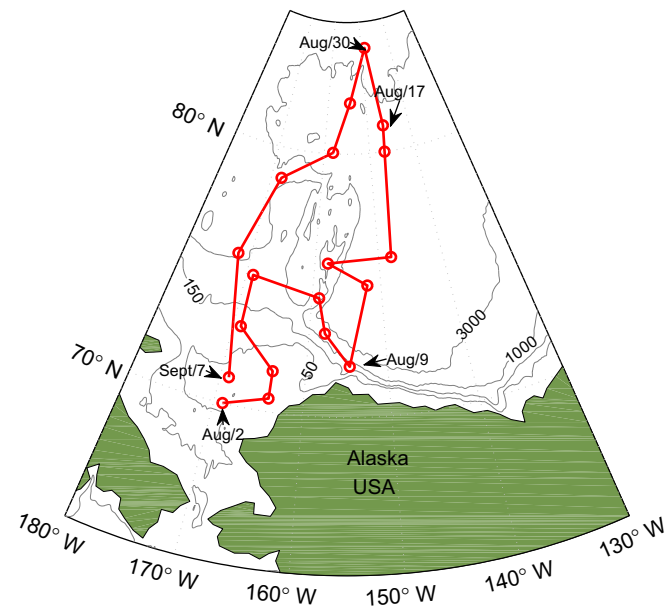 Aug/30
Aug/17
80° N
150
3000
1000
50
Aug/9
70° N
Sept/7
Aug/2
Alaska
USA
180° W
170° W
160° W
150° W
140° W
130° W